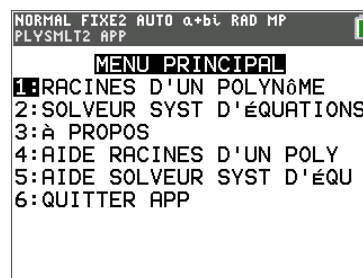 NORMAL FIXE2 AUTO a+bi RAD MP
PLYSMLT2 APP
MENU PRINCIPAL
1:RACINES D'UN POLYNôME
2:SOLVEUR SYST D'ÉQUATIONS
3:à PROPOS
4:AIDE RACINES D'UN POLY
5:AIDE SOLVEUR SYST D'ÉQU
6:QUITTER APP